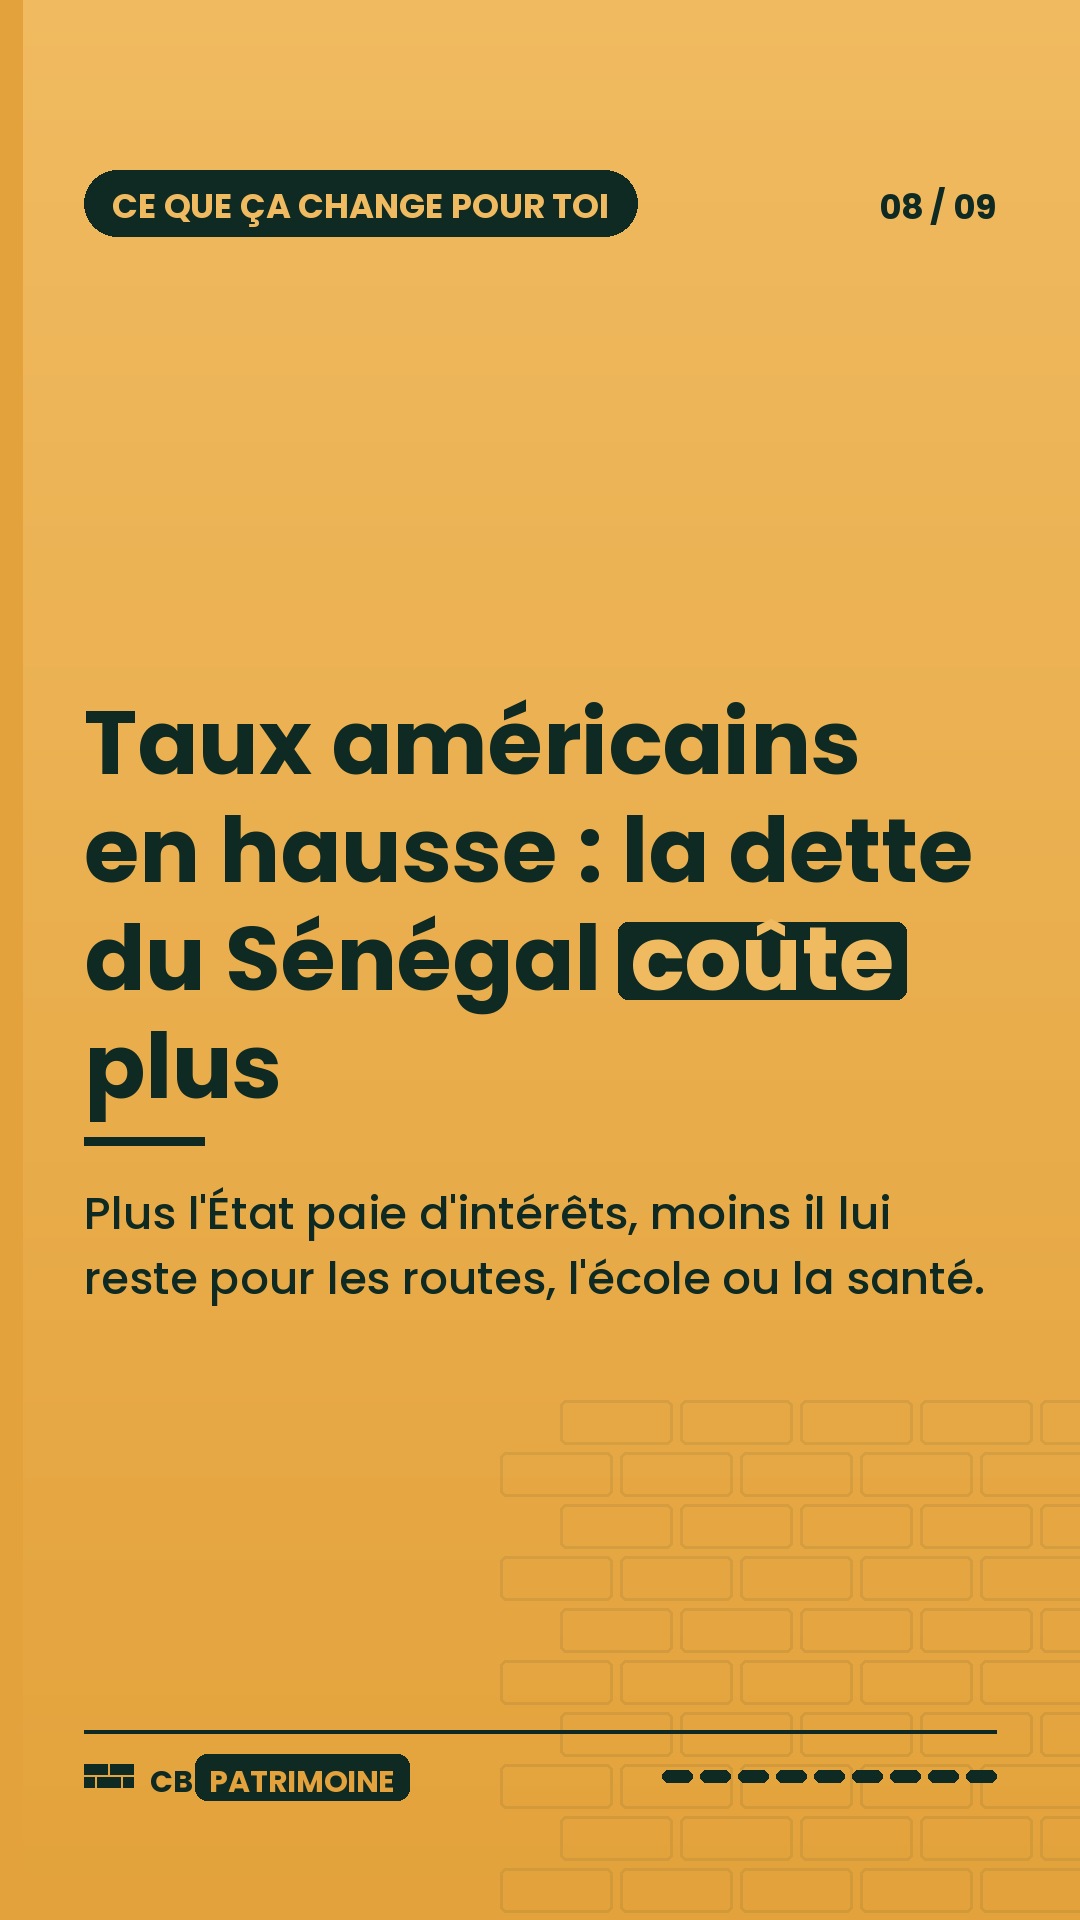 CE QUE ÇA CHANGE POUR TOI
08 / 09
Taux américains
en hausse : la dette
du Sénégal coûte
plus
Plus l'État paie d'intérêts, moins il lui
reste pour les routes, l'école ou la santé.
CB PATRIMOINE